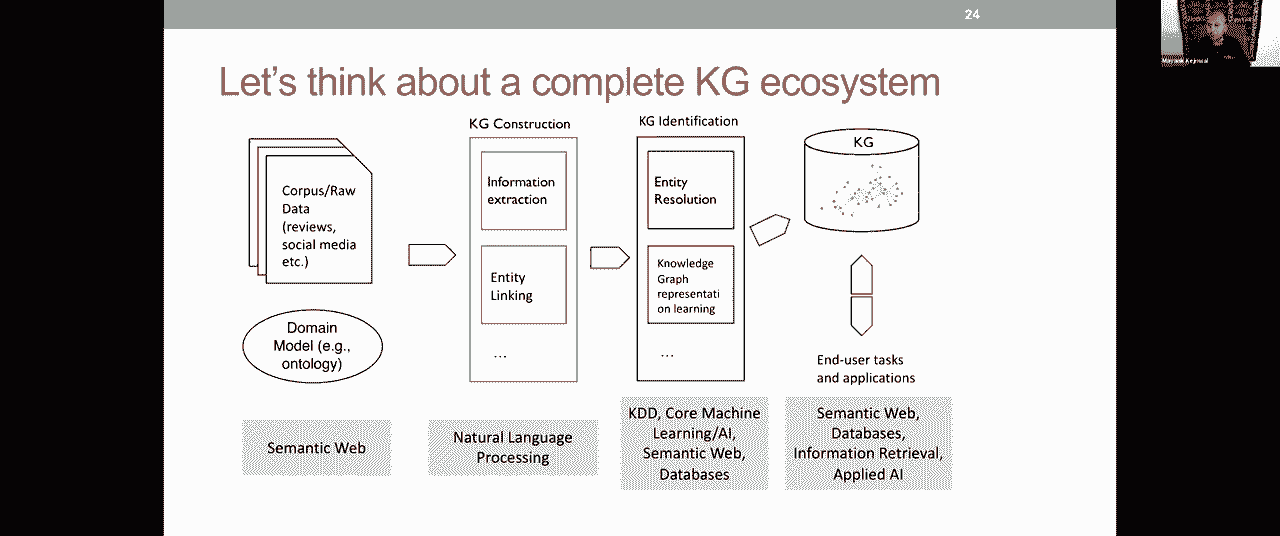 24
Let's think about a complete KG ecosystem
Corpus/Raw
Data
(reviews,
social media
etc.)
Domain
Model (e.g.,
ontology)
Semantic Web
KG Construction
Information
extraction
Entity
Linking
...
Natural Language
Processing
KG Identification
Entity
Resolution
Knowledge
Graph
representati
on learning
...
KDD, Core Machine
Learning/AI,
Semantic Web,
Databases
KG
End-user tasks
and applications
Semantic Web,
Databases,
Information Retrieval,
Applied AI